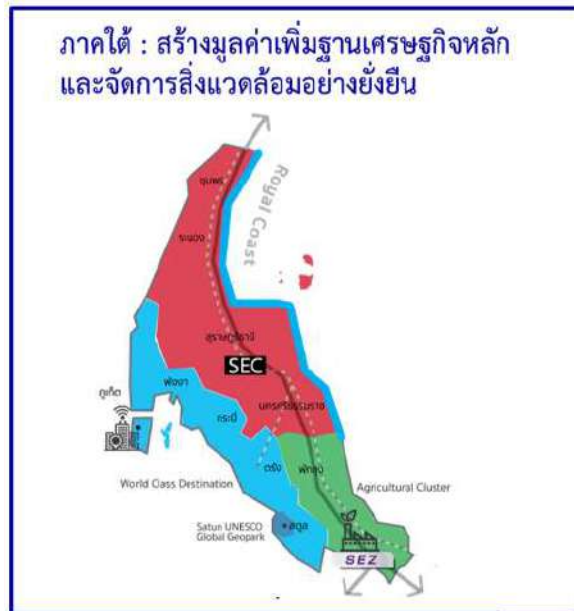 ภาคใต้ : สร้างมูลค่าเพิ่มฐานเศรษฐกิจหลัก
และจัดการสิ่งแวดล้อมอย่างยั่งยืน
Royal Coast
ชุมพร
ระนอง
สุราษฎร์ธานี
SEC
พังงา
ภูเก็ต
นครศรีธรรมราช
กระบี่
ตรัง
พัทลุง
World Class Destination
Agricultural Cluster
Satun UNESCO
Global Geopark
สตูล
SEZ